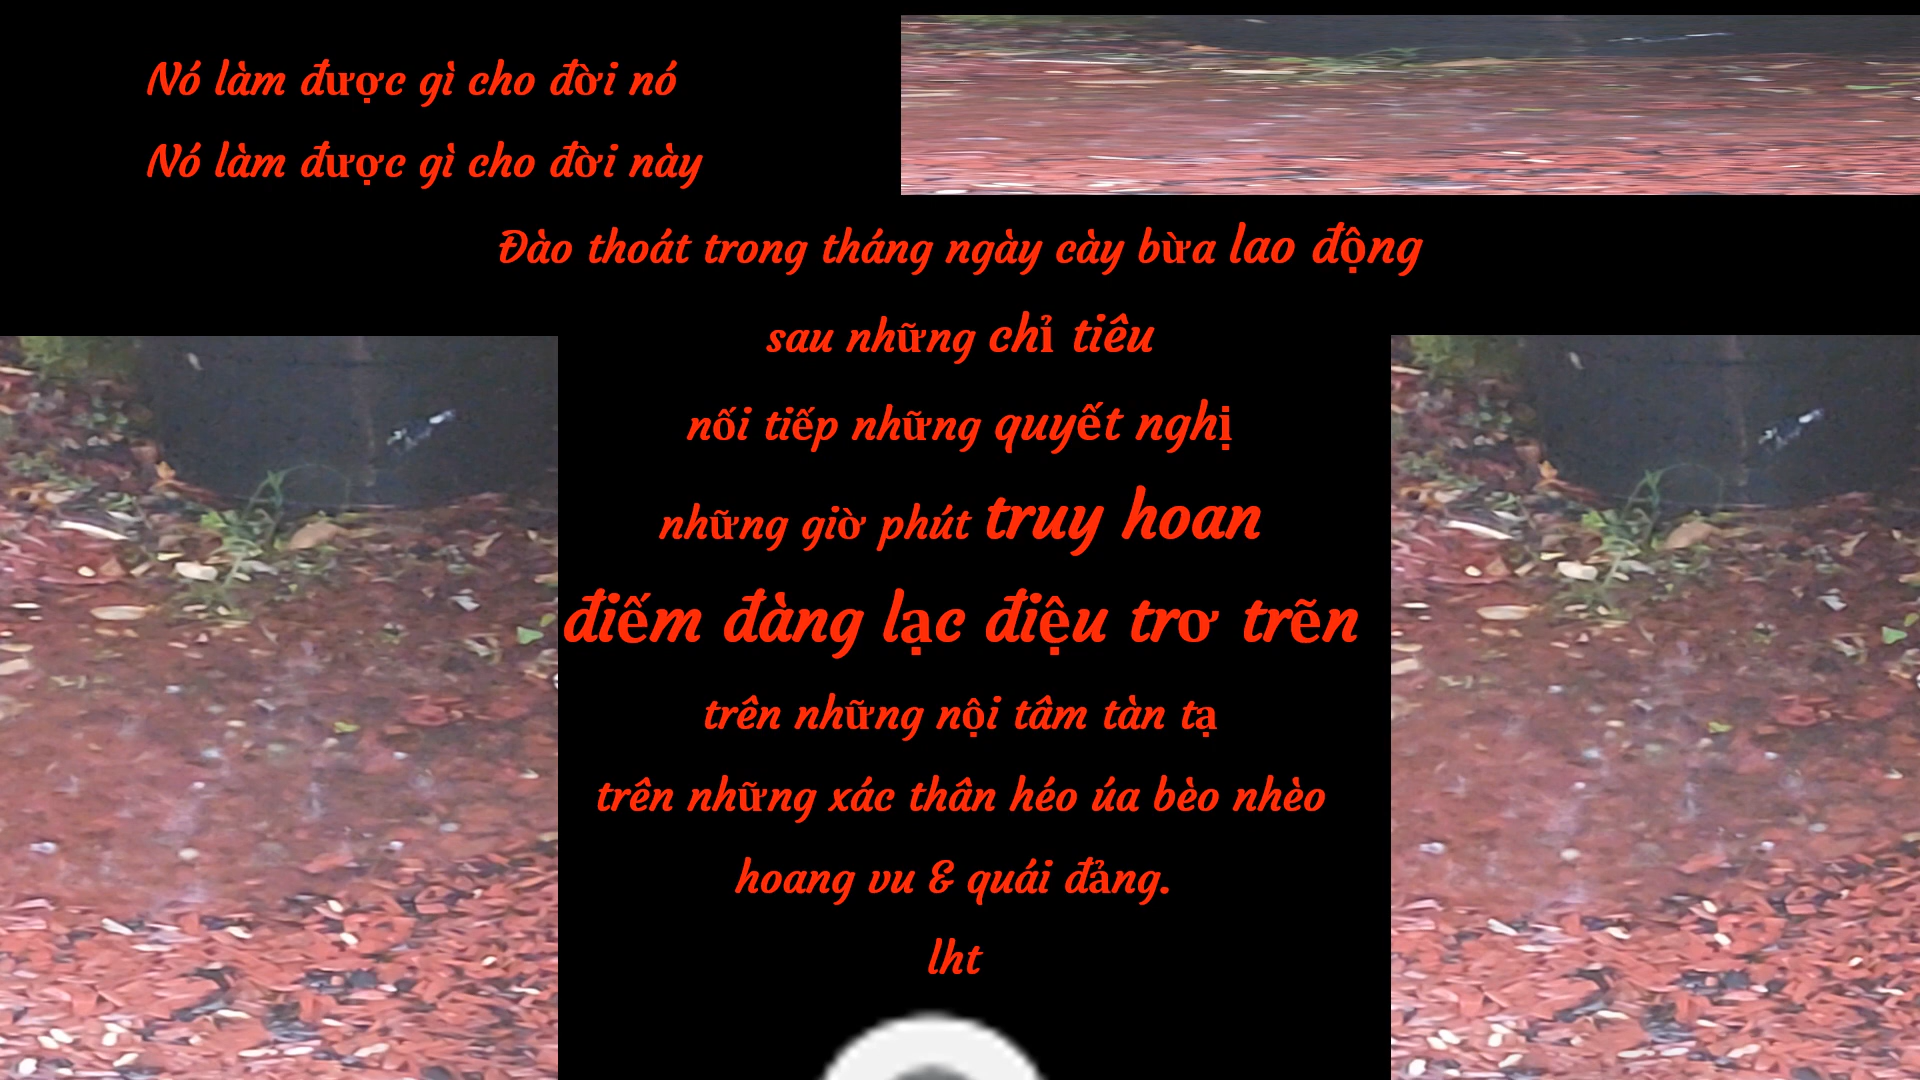 Nó làm được gì cho đời nó
Nó làm được gì cho đời này
Đào thoát trong tháng ngày cày bừa lao động
sau những chỉ tiêu
nối tiếp những quyết nghị
những giờ phút truy hoan
điếm đàng lạc điệu trơ trẽn
trên những nội tâm tàn tạ
trên những xác thân héo úa bèo nhèo
hoang vu & quái đảng.
lht